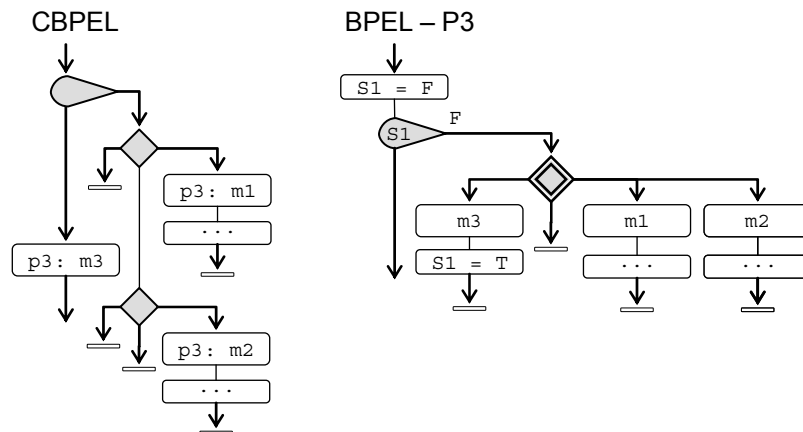 CBPEL
p3: m1
...
p3: m3
p3: m2
...
BPEL – P3
S1 = F
S1
F
m3
m1
m2
S1 = T
...
...